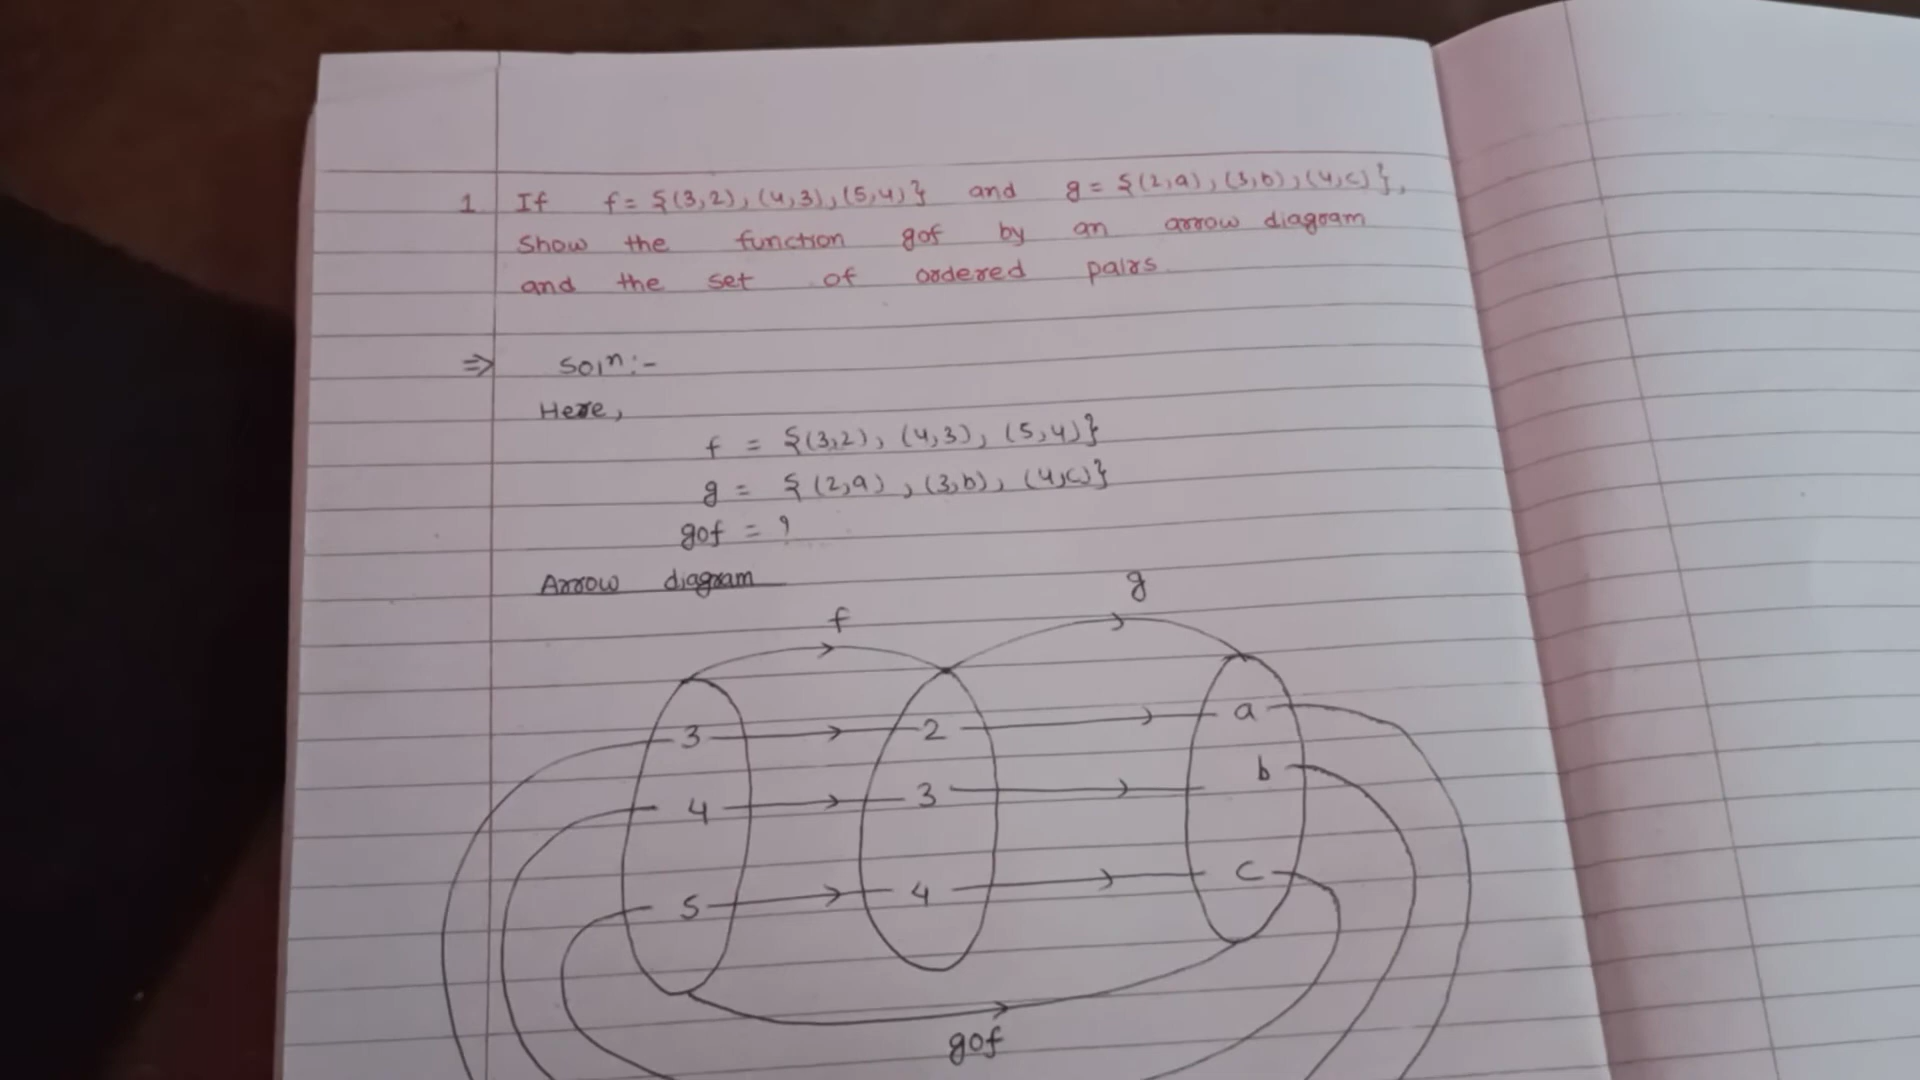 1 If f = {(3,2), (4,3), (5,4)} and g = {(2,a), (3,b), (4,c)},
Show the function gof by an arrow diagram
and the set of ordered pairs.
⇒ Soln:-
Here,
f = {(3,2), (4,3), (5,4)}
g = {(2,a), (3,b), (4,c)}
gof = ?
Arrow diagram
f g
3 2 a
4 3 b
5 4 c
gof